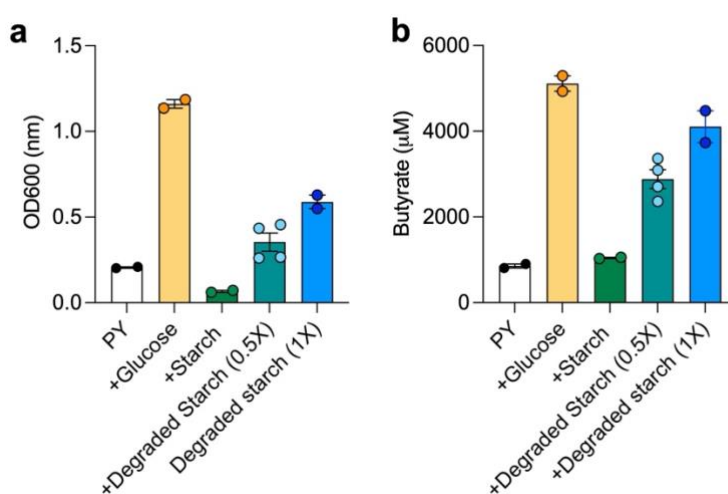 a
1.5
1.0
0.5
0.0
OD600 (nm)
PY
+Glucose
+Starch
+Degraded Starch (0.5X)
Degraded starch (1X)
b
6000
4000
2000
0
Butyrate (μM)
PY
+Glucose
+Starch
+Degraded Starch (0.5X)
+Degraded starch (1X)